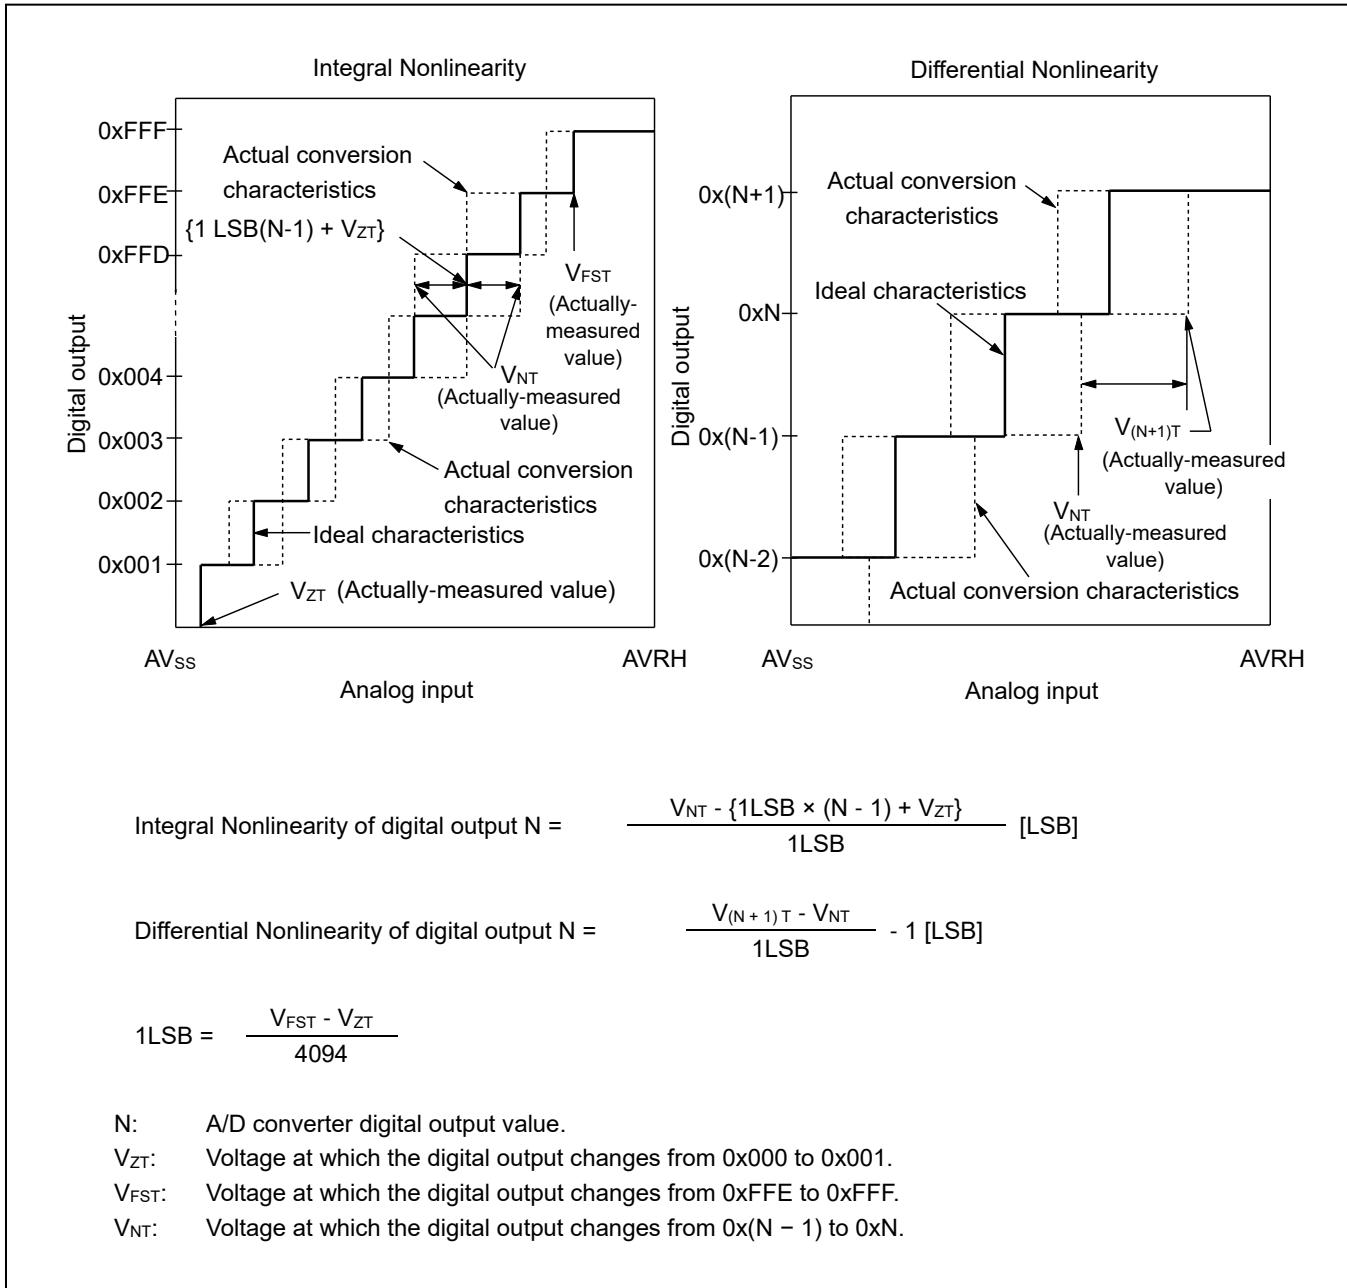 Integral Nonlinearity
0xFFF
0xFFE
0xFFD
0x004
0x003
0x002
0x001
Digital output
Actual conversion
characteristics
{1 LSB(N-1) + VZT}
VFST
(Actually-
measured
value)
VNT
(Actually-measured
value)
Actual conversion
characteristics
Ideal characteristics
VZT (Actually-measured value)
AVSS
AVRH
Analog input
Differential Nonlinearity
0x(N+1)
0xN
0x(N-1)
0x(N-2)
Digital output
Actual conversion
characteristics
Ideal characteristics
V(N+1)T
(Actually-measured
value)
VNT
(Actually-measured
value)
Actual conversion characteristics
AVSS
AVRH
Analog input
Integral Nonlinearity of digital output N =
VNT - {1LSB × (N - 1) + VZT}
1LSB
[LSB]
Differential Nonlinearity of digital output N =
V(N + 1) T - VNT
1LSB
- 1 [LSB]
1LSB =
VFST - VZT
4094
N: A/D converter digital output value.
VZT: Voltage at which the digital output changes from 0x000 to 0x001.
VFST: Voltage at which the digital output changes from 0xFFE to 0xFFF.
VNT: Voltage at which the digital output changes from 0x(N − 1) to 0xN.